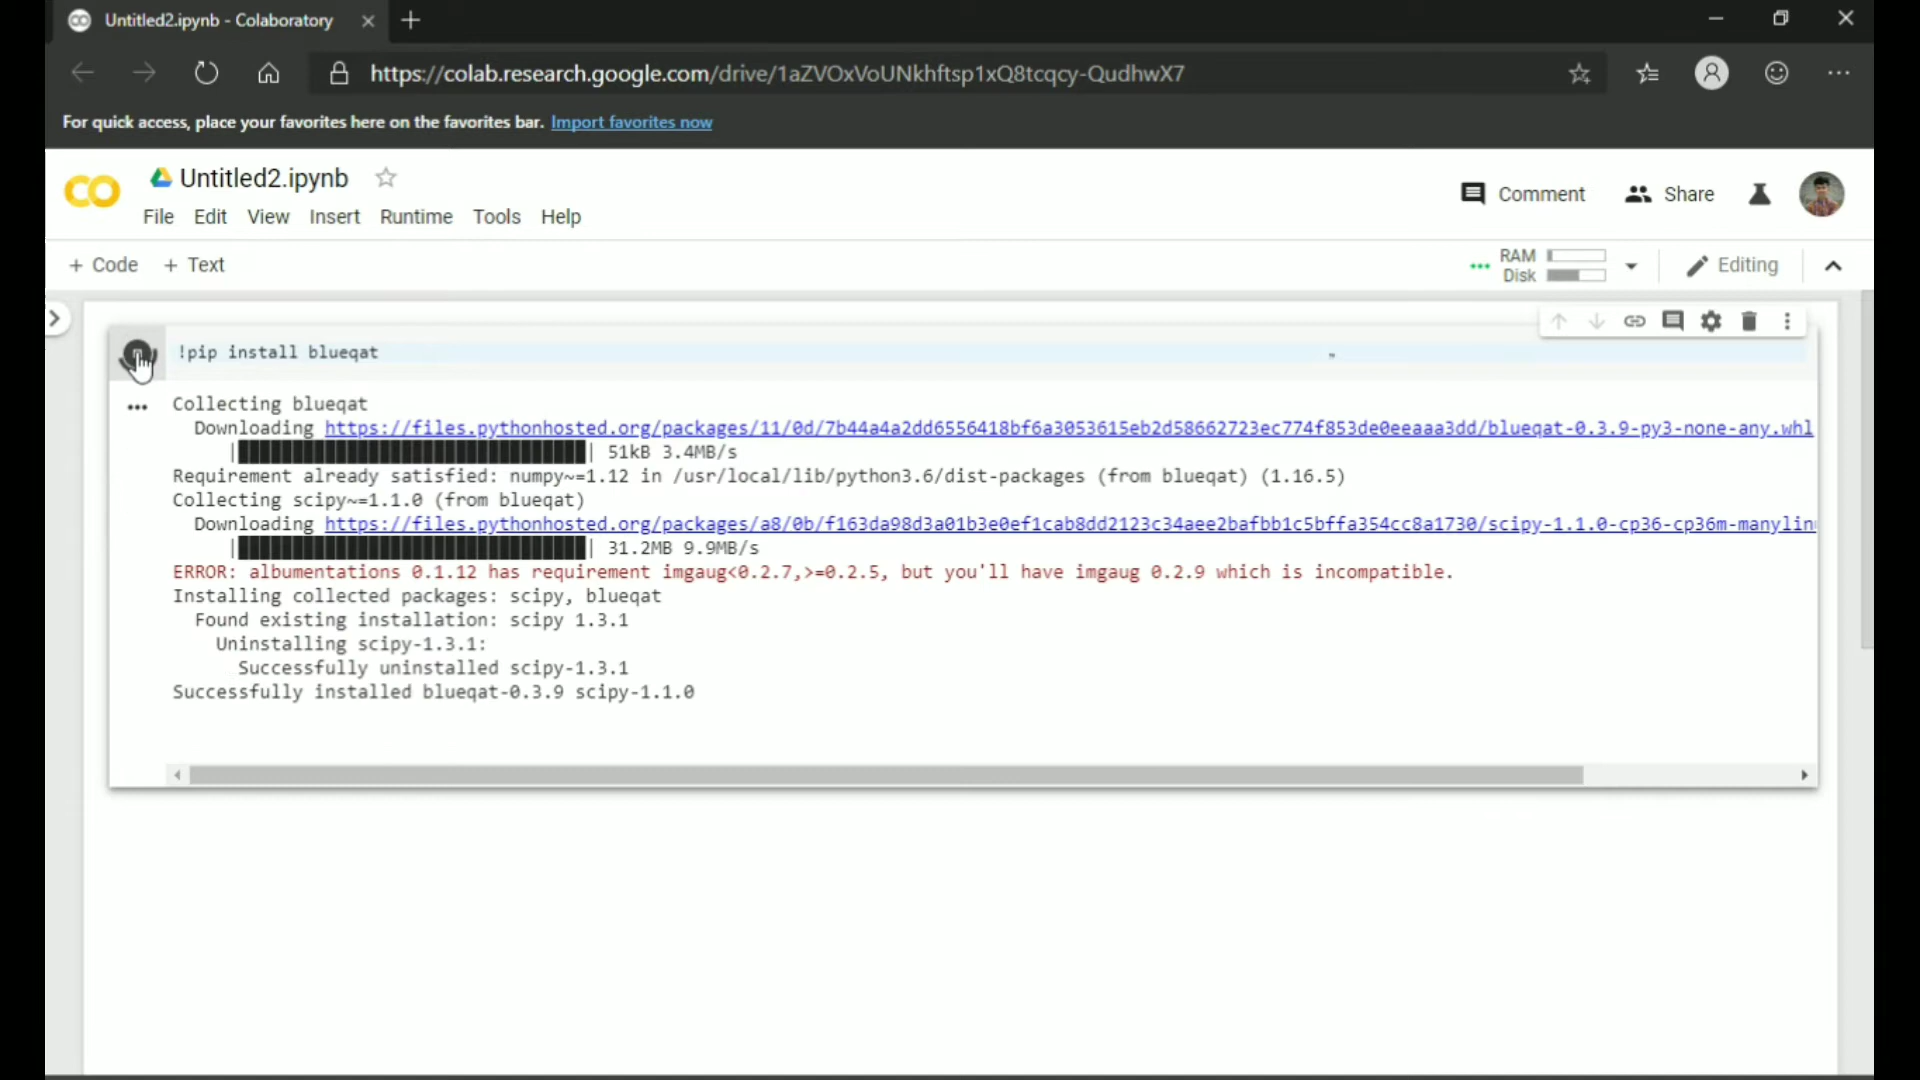 Untitled2.ipynb - Colaboratory
https://colab.research.google.com/drive/1aZVOxVoUNkhftsp1xQ8tcqcy-QudhwX7
For quick access, place your favorites here on the favorites bar. Import favorites now
CO Untitled2.ipynb
File Edit View Insert Runtime Tools Help
Comment Share
+ Code + Text
RAM
Disk
Editing
!pip install blueqat
Collecting blueqat
Downloading https://files.pythonhosted.org/packages/11/0d/7b44a4a2dd6556418bf6a3053615eb2d58662723ec774f853de0eeaaa3dd/blueqat-0.3.9-py3-none-any.whl
51kB 3.4MB/s
Requirement already satisfied: numpy~=1.12 in /usr/local/lib/python3.6/dist-packages (from blueqat) (1.16.5)
Collecting scipy~=1.1.0 (from blueqat)
Downloading https://files.pythonhosted.org/packages/a8/0b/f163da98d3a01b3e0ef1cab8dd2123c34aee2bafbb1c5bffa354cc8a1730/scipy-1.1.0-cp36-cp36m-manylin
31.2MB 9.9MB/s
ERROR: albumentations 0.1.12 has requirement imgaug<0.2.7,>=0.2.5, but you'll have imgaug 0.2.9 which is incompatible.
Installing collected packages: scipy, blueqat
Found existing installation: scipy 1.3.1
Uninstalling scipy-1.3.1:
Successfully uninstalled scipy-1.3.1
Successfully installed blueqat-0.3.9 scipy-1.1.0